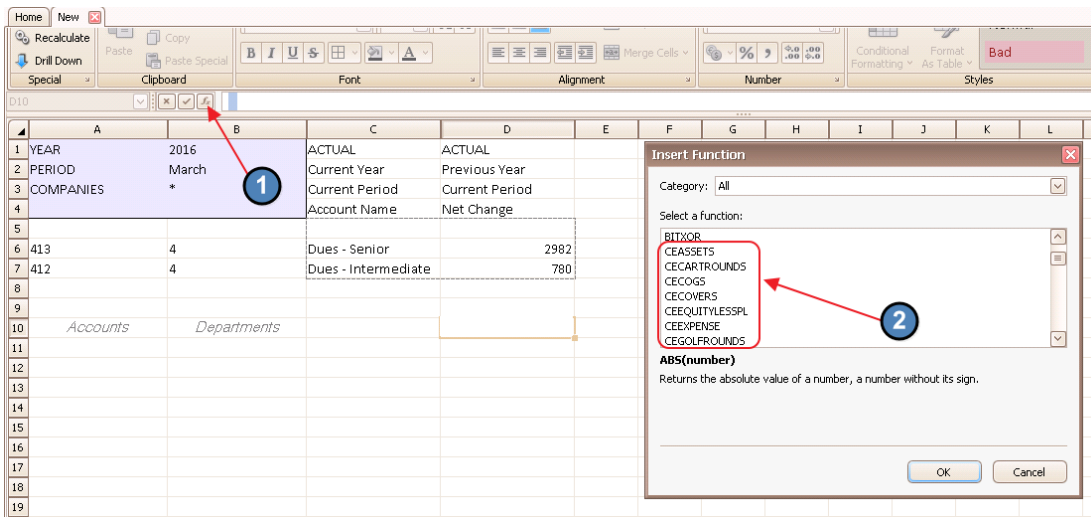 Home New
Recalculate Paste Copy Merge Cells Conditional Formatting Format As Table Bad
Drill Down Paste Special B I U S A % , .0 .00 .00 .0
Special Clipboard Font Alignment Number Styles
D10
A B C D E F G H I J K L
1 YEAR 2016 ACTUAL ACTUAL
2 PERIOD March Current Year Previous Year
3 COMPANIES * Current Period Current Period
4 Account Name Net Change
5
6 413 4 Dues - Senior 2982
7 412 4 Dues - Intermediate 780
8
9
10 Accounts Departments
11
12
13
14
15
16
17
18
19
1
2
Insert Function
Category: All
Select a function:
BITXOR
CEASSETS
CECARTROUNDS
CECOGS
CECOVERS
CEEQUITYLESSPL
CEEXPENSE
CEGOLFROUNDS
ABS(number)
Returns the absolute value of a number, a number without its sign.
OK Cancel